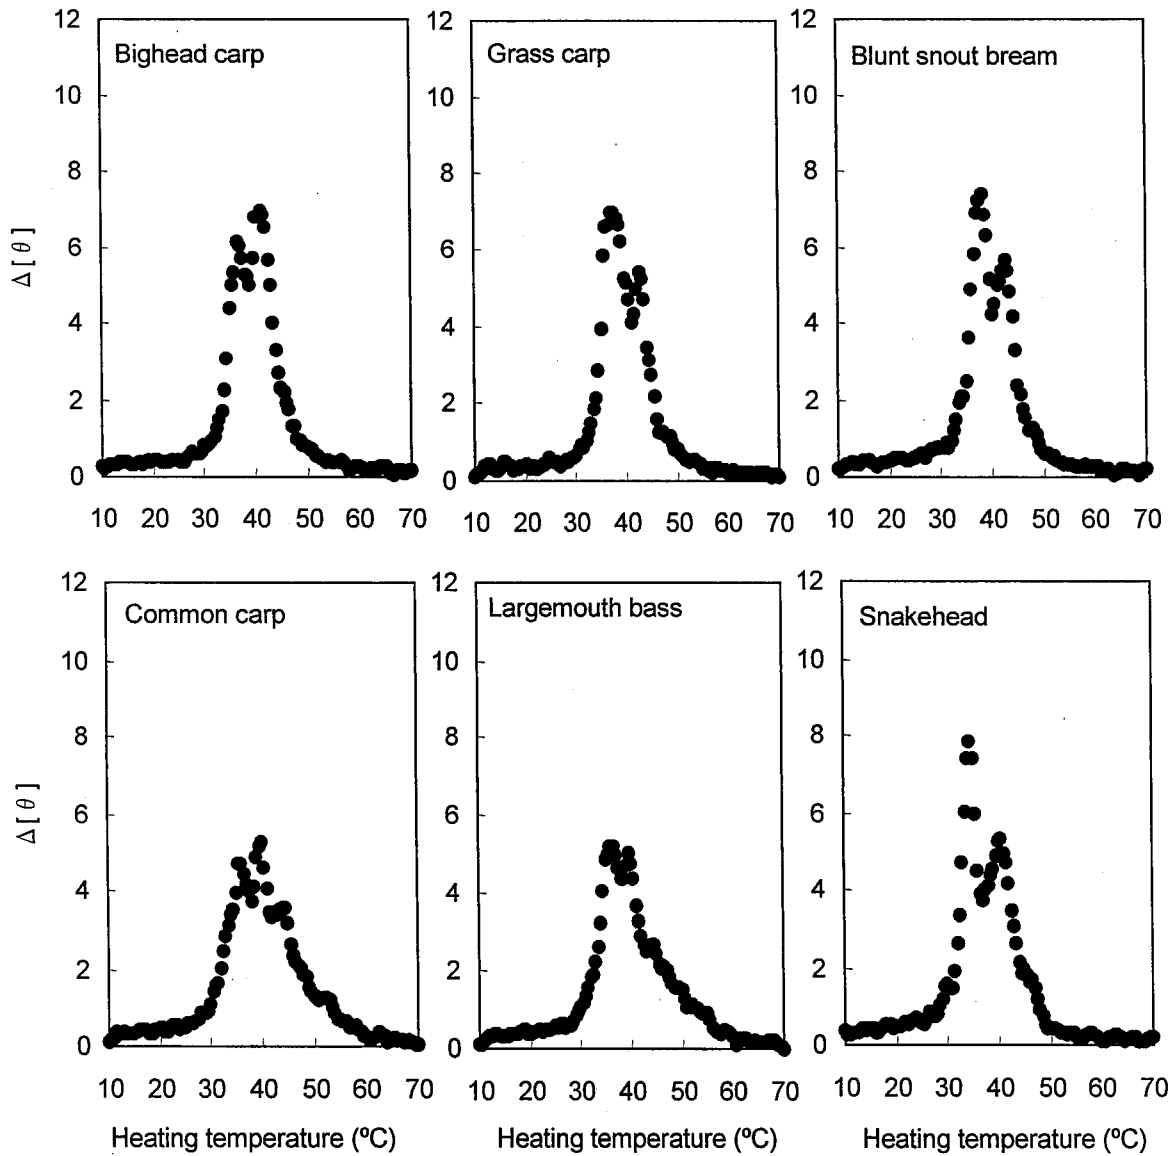 12 12 12
Bighead carp Grass carp Blunt snout bream
10 10 10
8 8 8
6 6 6
Δ[θ]
4 4 4
2 2 2
0 0 0
10 20 30 40 50 60 70 10 20 30 40 50 60 70 10 20 30 40 50 60 70
12 12 12
Common carp Largemouth bass Snakehead
10 10 10
8 8 8
6 6 6
Δ[θ]
4 4 4
2 2 2
0 0 0
10 20 30 40 50 60 70 10 20 30 40 50 60 70 10 20 30 40 50 60 70
Heating temperature (ºC) Heating temperature (ºC) Heating temperature (ºC)